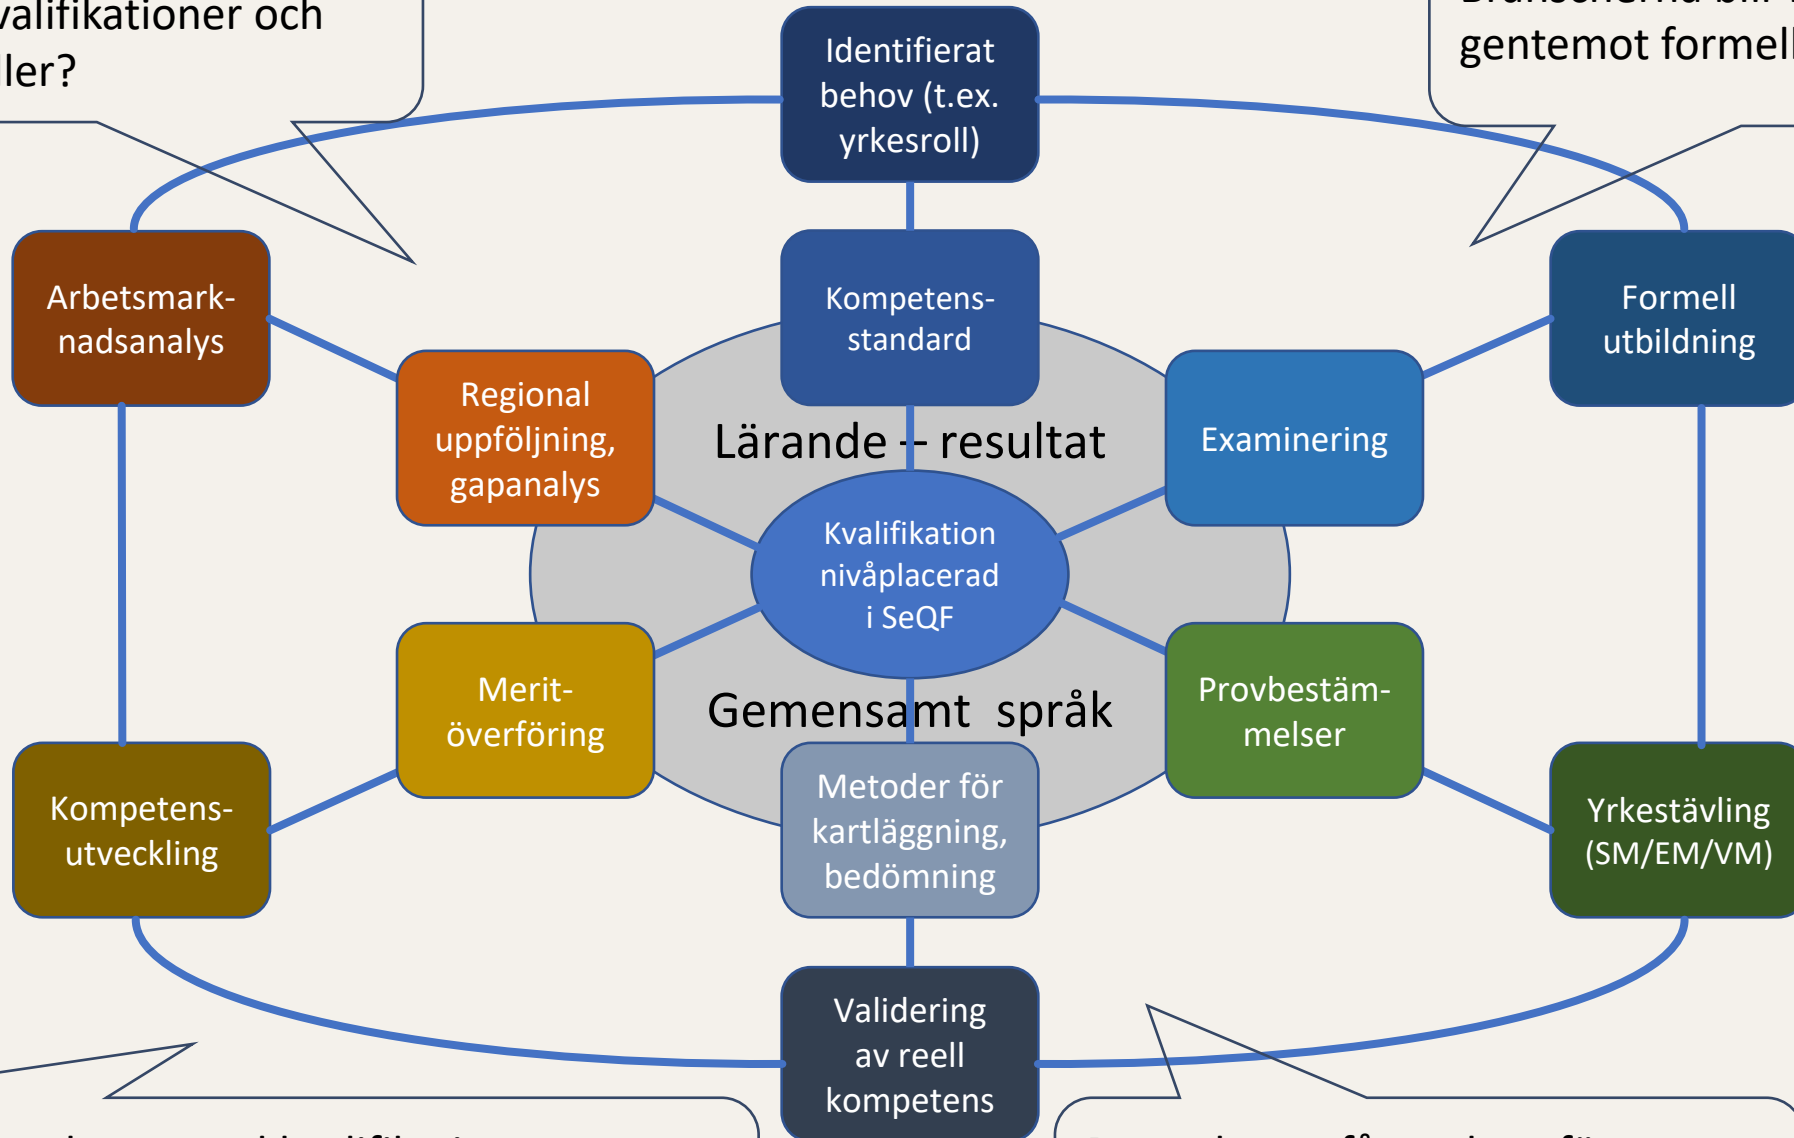 valifikationer och
ller?
gentemot formell
Identifierat
behov (t.ex.
yrkesroll)
Arbetsmark-
nadsanalys
Kompetens-
standard
Formell
utbildning
Regional
uppföljning,
gapanalys
Lärande – resultat
Examinering
Kvalifikation
nivåplacerad
i SeQF
Merit-
överföring
Gemensamt språk
Provbestäm-
melser
Kompetens-
utveckling
Metoder för
kartläggning,
bedömning
Yrkestävling
(SM/EM/VM)
Validering
av reell
kompetens